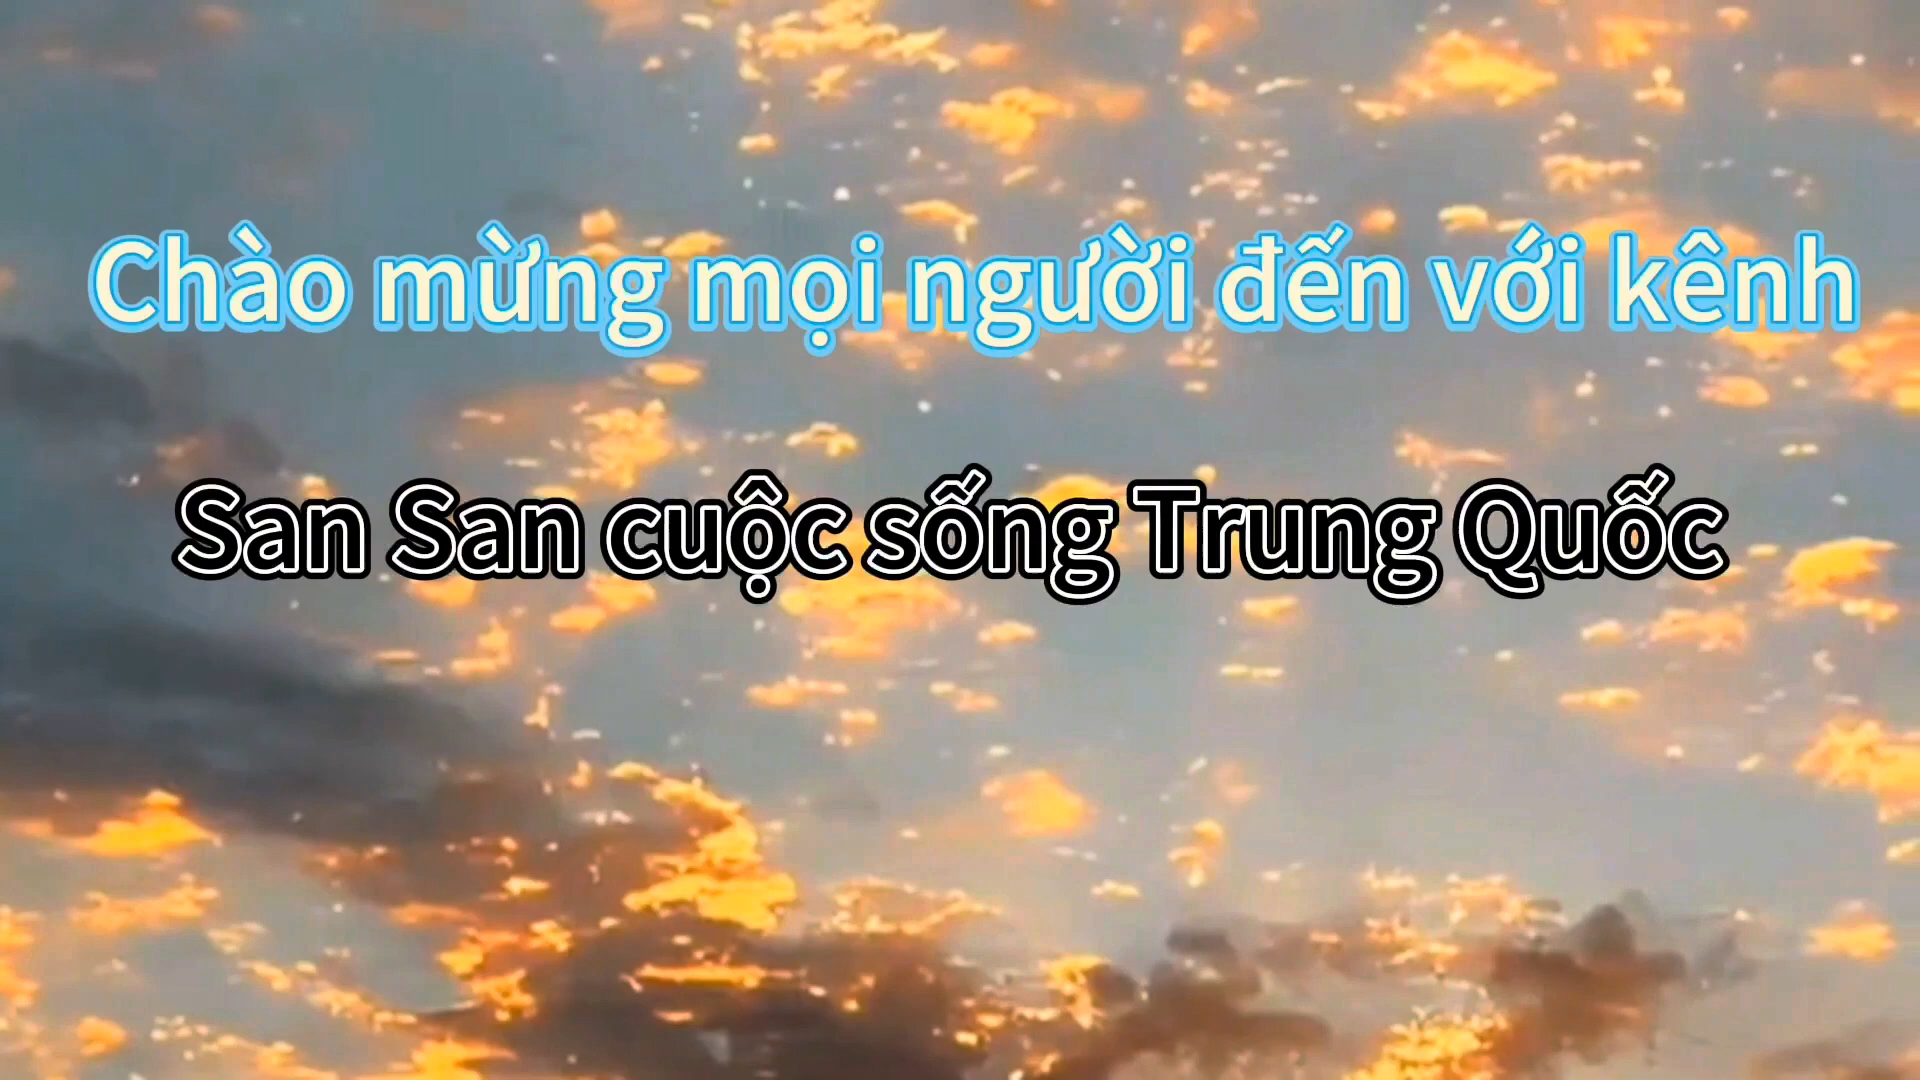 Chào mừng mọi người đến với kênh
San San cuộc sống Trung Quốc